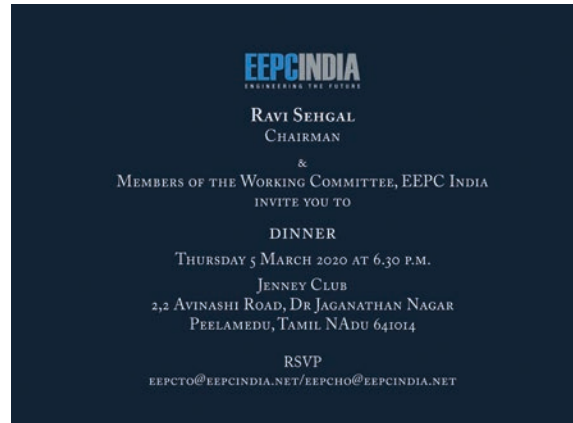 EEPCINDIA
ENGINEERING THE FUTURE
RAVI SEHGAL
CHAIRMAN
&
MEMBERS OF THE WORKING COMMITTEE, EEPC INDIA
INVITE YOU TO
DINNER
THURSDAY 5 MARCH 2020 AT 6.30 P.M.
JENNEY CLUB
2,2 AVINASHI ROAD, DR JAGANATHAN NAGAR
PEELAMEDU, TAMIL NADU 641014
RSVP
EEPCTO@EEPCINDIA.NET/EEPCHO@EEPCINDIA.NET